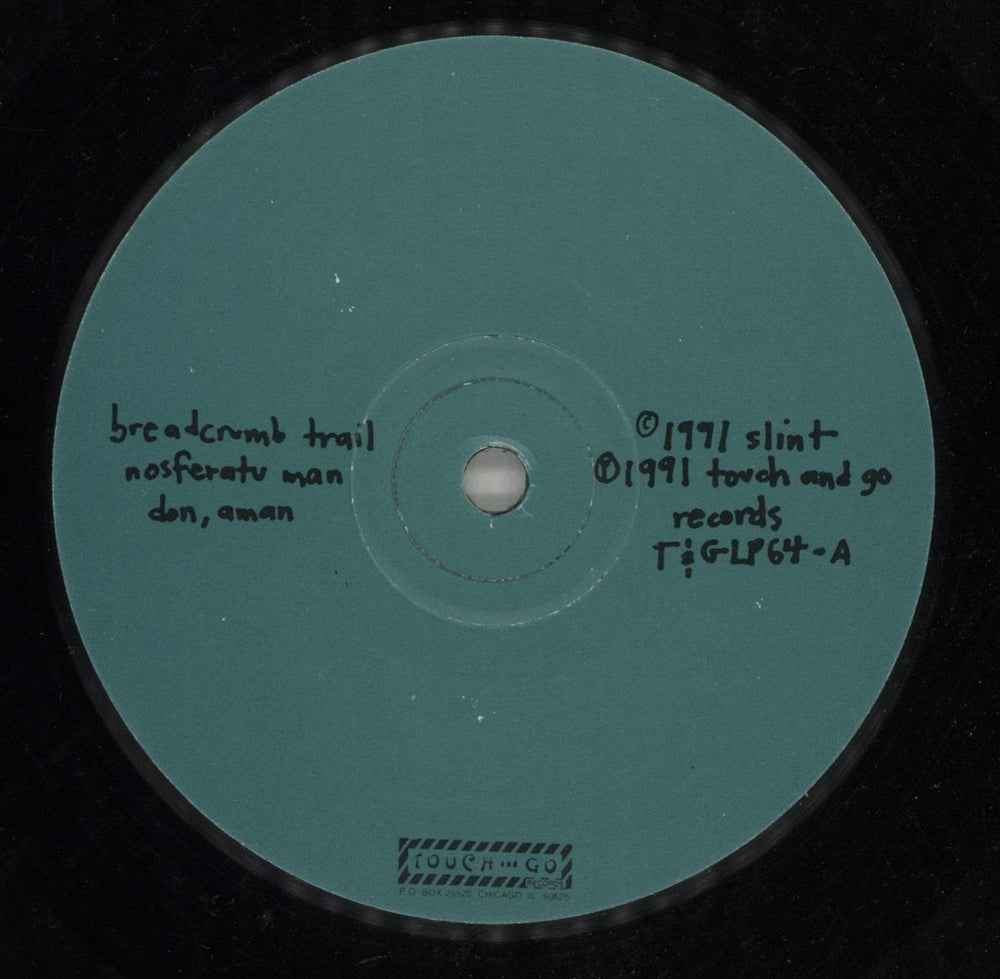 breadcrumb trail
nosferatu man
don, aman
©1991 slint
℗1991 touch and go
records
T&GLP64-A
TOUCH AND GO
RECORDS
P.O. BOX 25520 CHICAGO, IL 60625